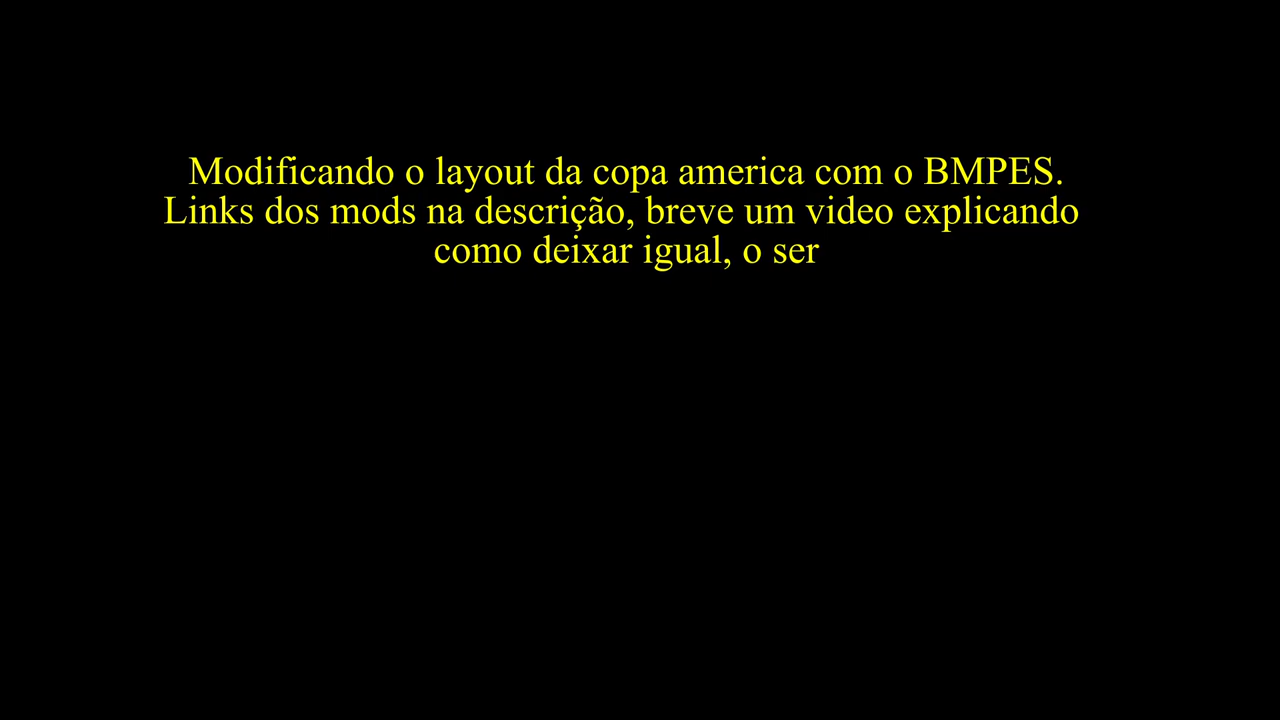 Modificando o layout da copa america com o BMPES.
Links dos mods na descrição, breve um video explicando
como deixar igual, o ser